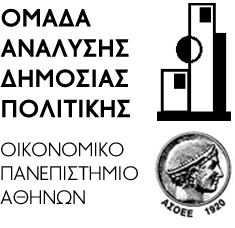 ΟΜΑΔΑ
ΑΝΑΛΥΣΗΣ
ΔΗΜΟΣΙΑΣ
ΠΟΛΙΤΙΚΗΣ
ΟΙΚΟΝΟΜΙΚΟ
ΠΑΝΕΠΙΣΤΗΜΙΟ
ΑΘΗΝΩΝ
ΑΣΟΕΕ 1920